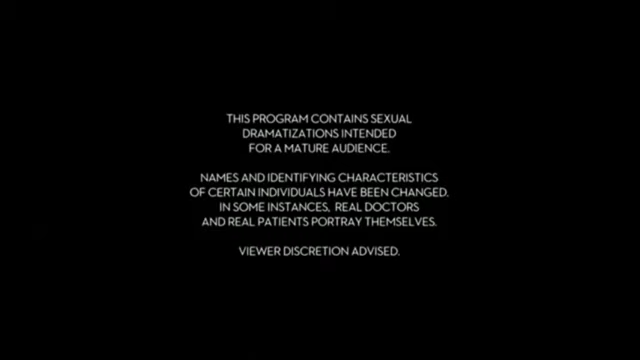 THIS PROGRAM CONTAINS SEXUAL
DRAMATIZATIONS INTENDED
FOR A MATURE AUDIENCE.
NAMES AND IDENTIFYING CHARACTERISTICS
OF CERTAIN INDIVIDUALS HAVE BEEN CHANGED.
IN SOME INSTANCES, REAL DOCTORS
AND REAL PATIENTS PORTRAY THEMSELVES.
VIEWER DISCRETION ADVISED.